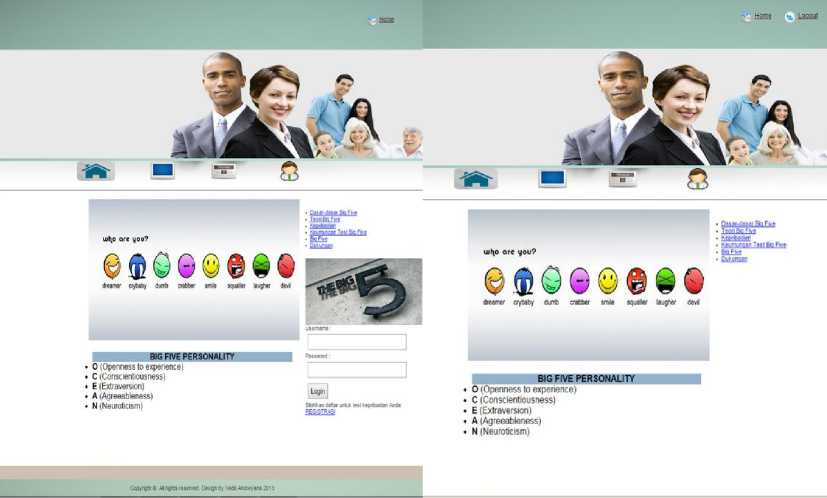 Home
who are you?
dreamer crybaby dumb crabber smile squaller laugher devil
BIG FIVE PERSONALITY
O (Openness to experience)
C (Conscientiousness)
E (Extraversion)
A (Agreeableness)
N (Neuroticism)
Dasar-dasar Big Five
Teori Big Five
Kepribadian
Keuntungan Test Big Five
Big Five
Dukungan
THE BIG
THE BIG
5
Username :
Password :
Login
Silahkan daftar untuk test kepribadian Anda
REGISTRASI
Copyright © All rights reserved. Design by
2013
Home Logout
who are you?
dreamer crybaby dumb crabber smile squaller laugher devil
BIG FIVE PERSONALITY
O (Openness to experience)
C (Conscientiousness)
E (Extraversion)
A (Agreeableness)
N (Neuroticism)
Dasar-dasar Big Five
Teori Big Five
Kepribadian
Keuntungan Test Big Five
Big Five
Dukungan